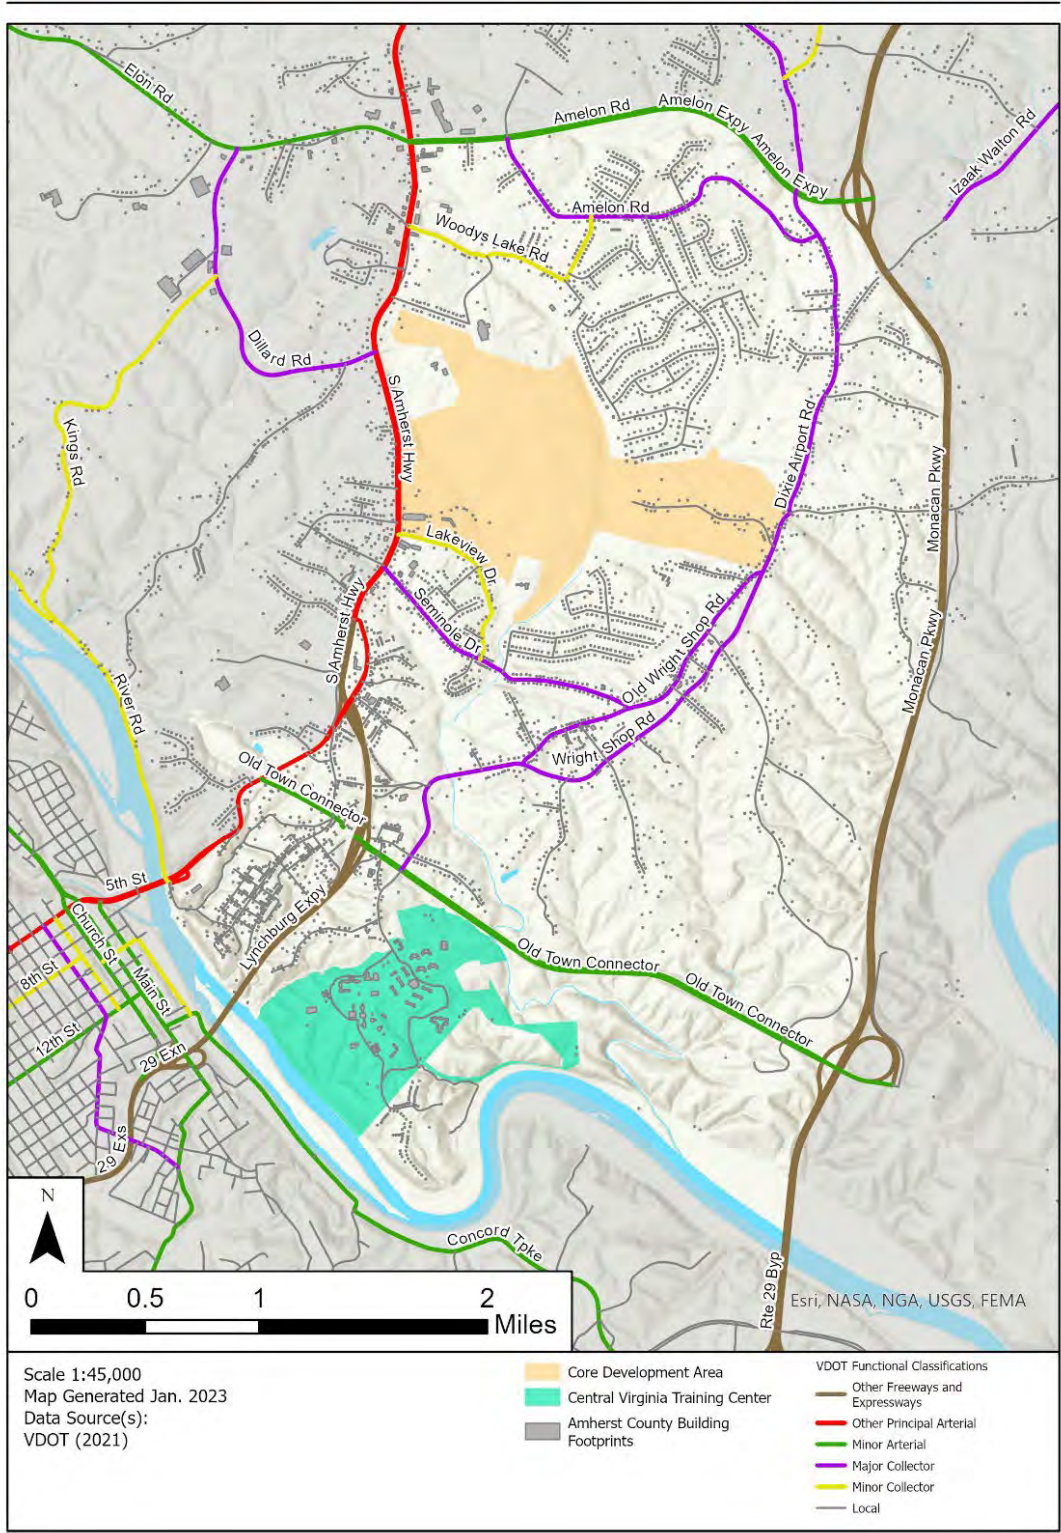 Elon Rd
Amelon Rd
Amelon Expy
Amelon Expy
Izaak Walton Rd
Amelon Rd
Woodys Lake Rd
Dillard Rd
S Amherst Hwy
Kings Rd
Dixie Airport Rd
Monacan Pkwy
Lakeview Dr
Seminole Dr
S Amherst Hwy
Old Wright Shop Rd
Monacan Pkwy
River Rd
Wright Shop Rd
Old Town Connector
5th St
Church St
Lynchburg Expy
8th St
Main St
Old Town Connector
Old Town Connector
12th St
29 Exn
29 Exs
Concord Tpke
Rte 29 Byp
N
0 0.5 1 2
Miles
Esri, NASA, NGA, USGS, FEMA
Scale 1:45,000
Map Generated Jan. 2023
Data Source(s):
VDOT (2021)
Core Development Area
Central Virginia Training Center
Amherst County Building
Footprints
VDOT Functional Classifications
Other Freeways and
Expressways
Other Principal Arterial
Minor Arterial
Major Collector
Minor Collector
Local